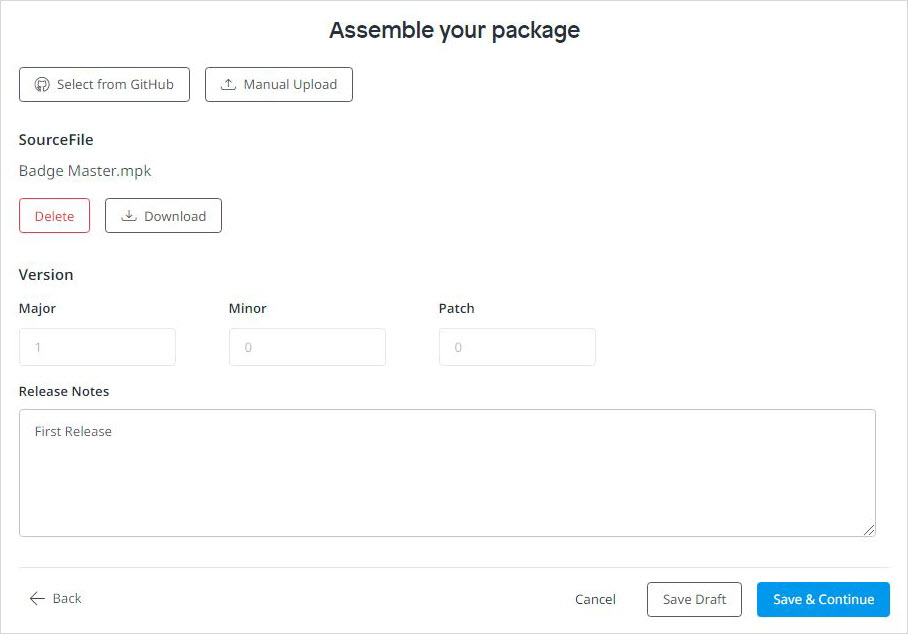 Assemble your package
Select from GitHub
Manual Upload
SourceFile
Badge Master.mpk
Delete
Download
Version
Major
Minor
Patch
1
0
0
Release Notes
First Release
Back
Cancel
Save Draft
Save & Continue